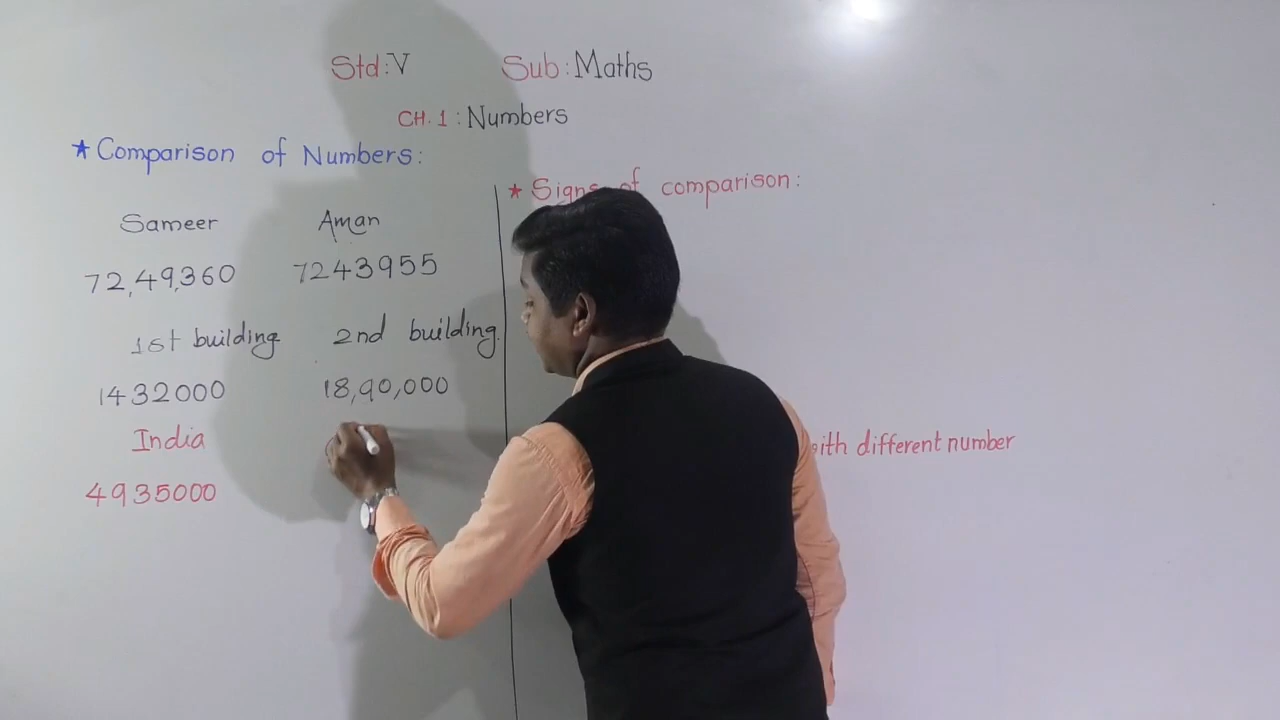 Std:V Sub:Maths
CH.1:Numbers
★Comparison of Numbers:
Sameer Aman
72,49,360 7243955
1st building 2nd building
1432000 18,90,000
India
4935000
★ Signs of comparison:
with different number